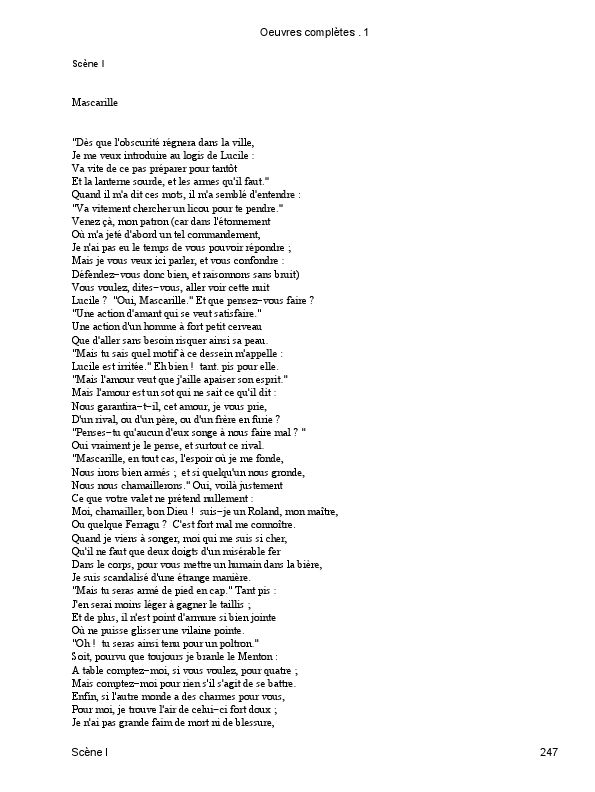 Oeuvres complètes . 1
Scène I
Mascarille
"Dès que l'obscurité régnera dans la ville,
Je me veux introduire au logis de Lucile :
Va vite de ce pas préparer pour tantôt
Et la lanterne sourde, et les armes qu'il faut."
Quand il m'a dit ces mots, il m'a semblé d'entendre :
"Va vitement chercher un licou pour te pendre."
Venez çà, mon patron (car dans l'étonnement
Où m'a jeté d'abord un tel commandement,
Je n'ai pas eu le temps de vous pouvoir répondre ;
Mais je vous veux ici parler, et vous confondre :
Défendez−vous donc bien, et raisonnons sans bruit)
Vous voulez, dites−vous, aller voir cette nuit
Lucile ? "Oui, Mascarille." Et que pensez−vous faire ?
"Une action d'amant qui se veut satisfaire."
Une action d'un homme à fort petit cerveau
Que d'aller sans besoin risquer ainsi sa peau.
"Mais tu sais quel motif à ce dessein m'appelle :
Lucile est irritée." Eh bien ! tant. pis pour elle.
"Mais l'amour veut que j'aille apaiser son esprit."
Mais l'amour est un sot qui ne sait ce qu'il dit :
Nous garantira−t−il, cet amour, je vous prie,
D'un rival, ou d'un père, ou d'un frère en furie ?
"Penses−tu qu'aucun d'eux songe à nous faire mal ? "
Oui vraiment je le pense, et surtout ce rival.
"Mascarille, en tout cas, l'espoir où je me fonde,
Nous irons bien armés ; et si quelqu'un nous gronde,
Nous nous chamaillerons." Oui, voilà justement
Ce que votre valet ne prétend nullement :
Moi, chamailler, bon Dieu ! suis−je un Roland, mon maître,
Ou quelque Ferragu ? C'est fort mal me connoître.
Quand je viens à songer, moi qui me suis si cher,
Qu'il ne faut que deux doigts d'un misérable fer
Dans le corps, pour vous mettre un humain dans la bière,
Je suis scandalisé d'une étrange manière.
"Mais tu seras armé de pied en cap." Tant pis :
J'en serai moins léger à gagner le taillis ;
Et de plus, il n'est point d'armure si bien jointe
Où ne puisse glisser une vilaine pointe.
"Oh ! tu seras ainsi tenu pour un poltron."
Soit, pourvu que toujours je branle le Menton :
A table comptez−moi, si vous voulez, pour quatre ;
Mais comptez−moi pour rien s'il s'agit de se battre.
Enfin, si l'autre monde a des charmes pour vous,
Pour moi, je trouve l'air de celui−ci fort doux ;
Je n'ai pas grande faim de mort ni de blessure,
Scène I
247